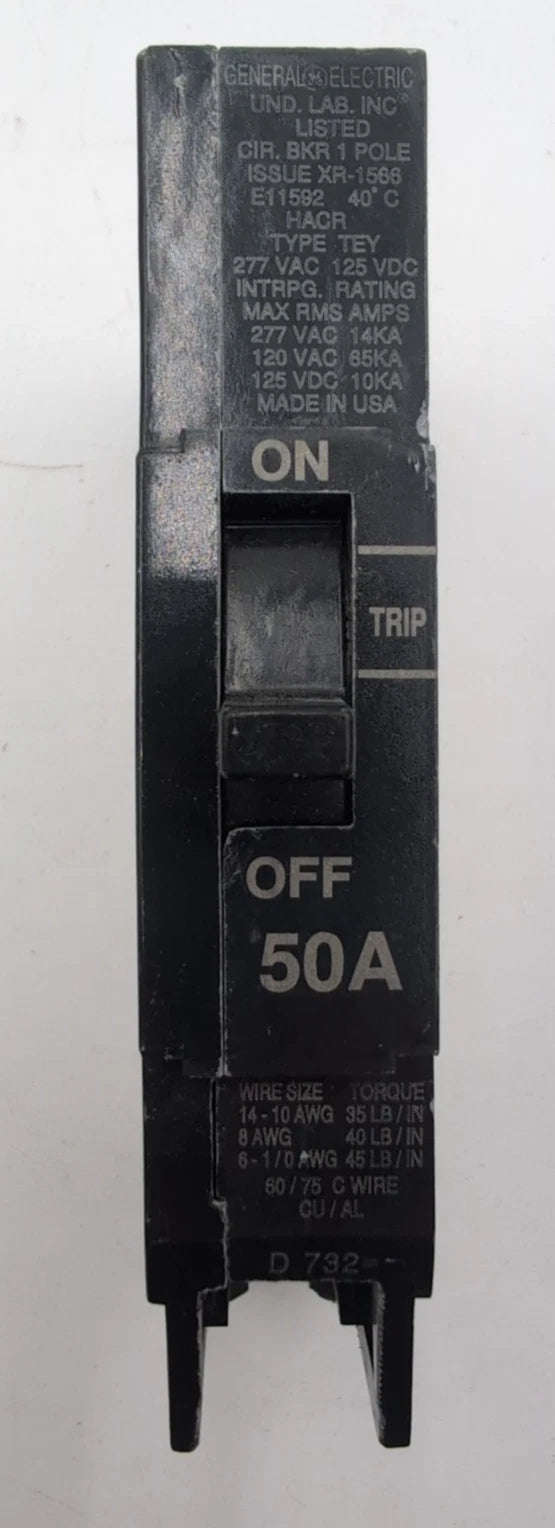 GENERAL GE ELECTRIC
UND. LAB. INC®
LISTED
CIR. BKR 1 POLE
ISSUE XR-1566
E11592 40°C
HACR
TYPE TEY
277 VAC 125 VDC
INTRPG. RATING
MAX RMS AMPS
277 VAC 14KA
120 VAC 65KA
125 VDC 10KA
MADE IN USA
ON
TRIP
OFF
50A
WIRE SIZE TORQUE
14 - 10 AWG 35 LB / IN
8 AWG 40 LB / IN
6 - 1 / 0 AWG 45 LB / IN
60 / 75 C WIRE
CU / AL
D 732